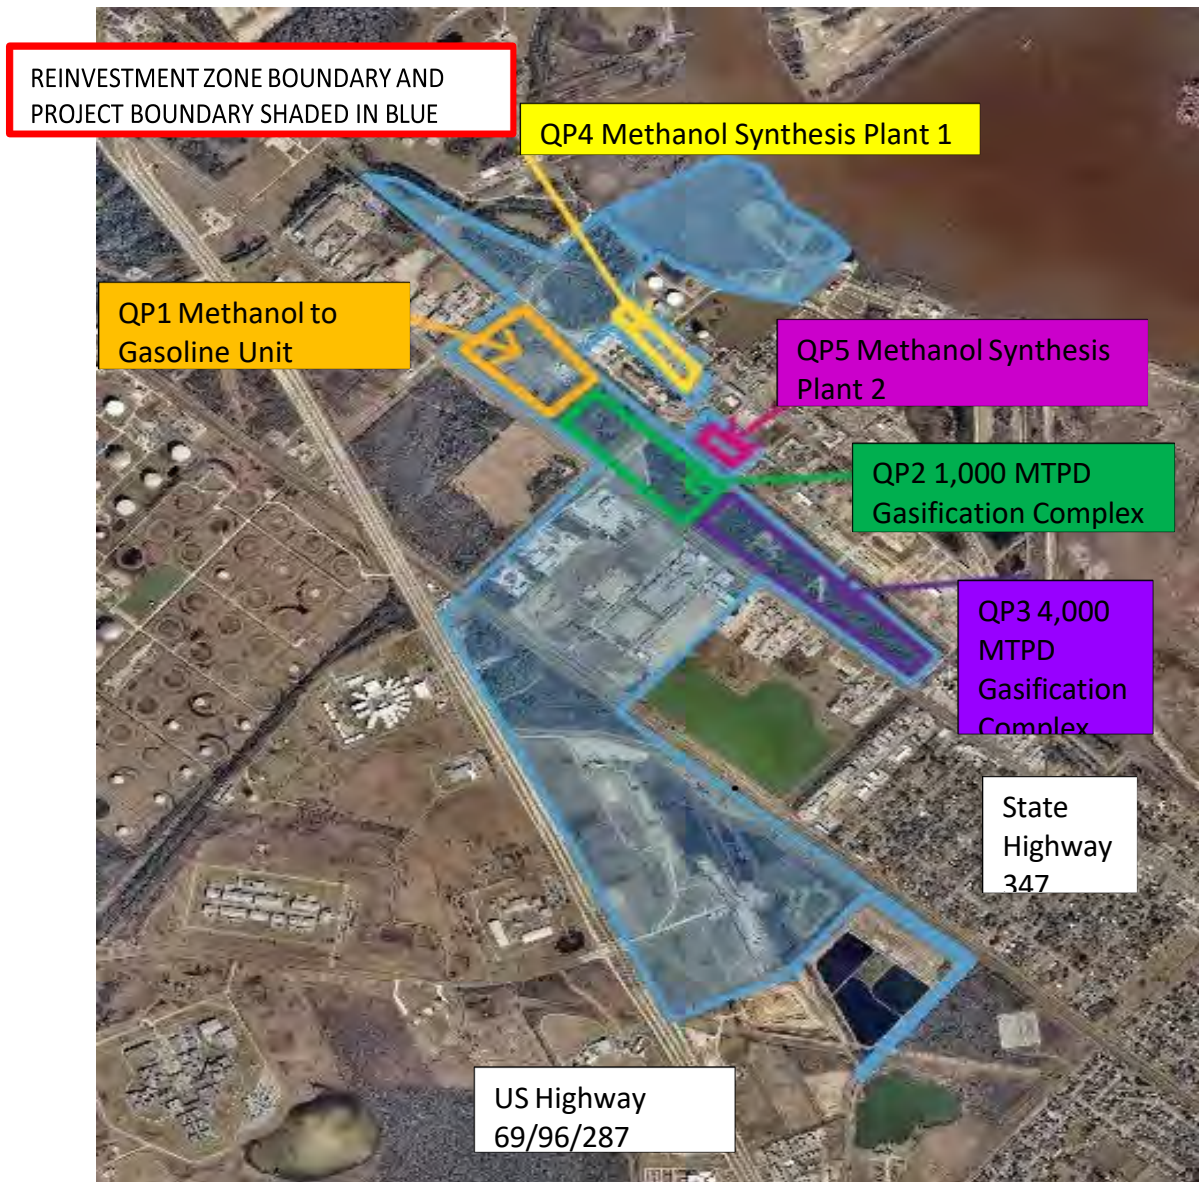 REINVESTMENT ZONE BOUNDARY AND
PROJECT BOUNDARY SHADED IN BLUE
QP4 Methanol Synthesis Plant 1
QP1 Methanol to
Gasoline Unit
QP5 Methanol Synthesis
Plant 2
QP2 1,000 MTPD
Gasification Complex
QP3 4,000
MTPD
Gasification
Complex
State
Highway
347
US Highway
69/96/287